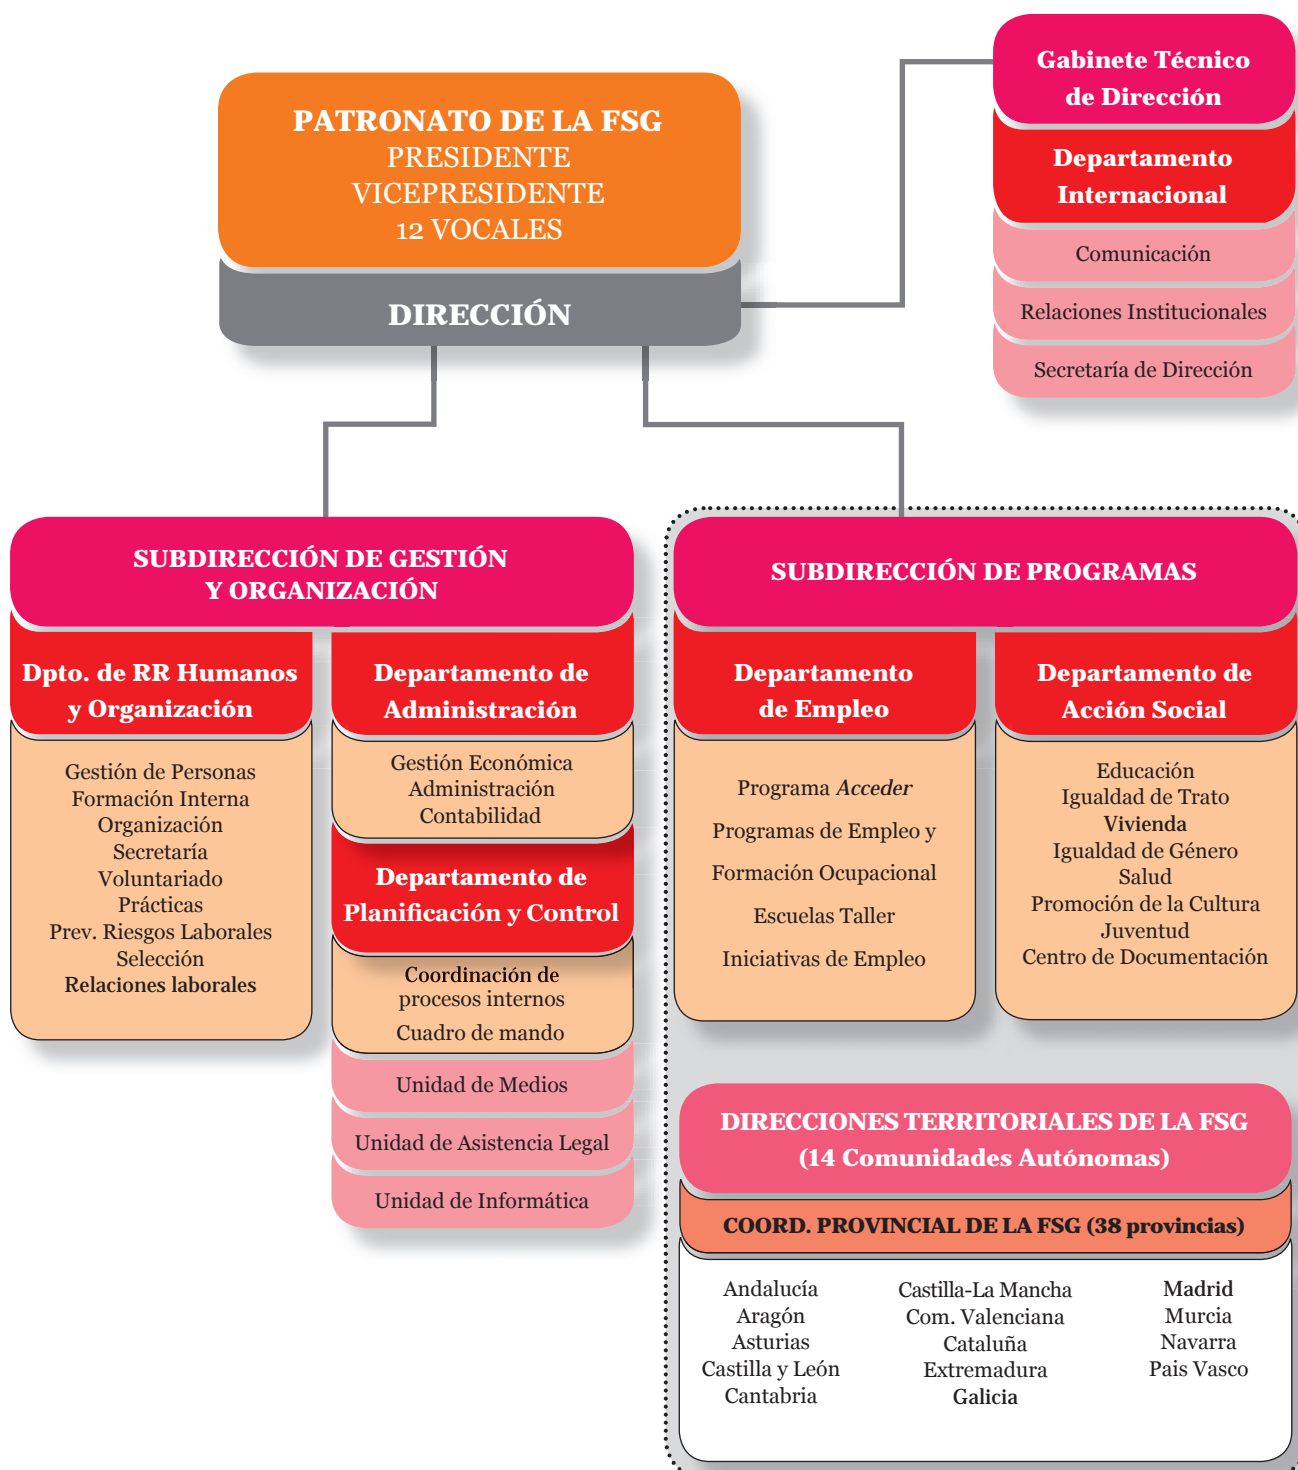 Gabinete Técnico
de Dirección
Departamento
Internacional
Comunicación
Relaciones Institucionales
Secretaría de Dirección
PATRONATO DE LA FSG
PRESIDENTE
VICEPRESIDENTE
12 VOCALES
DIRECCIÓN
SUBDIRECCIÓN DE GESTIÓN
Y ORGANIZACIÓN
Dpto. de RR Humanos
y Organización
Gestión de Personas
Formación Interna
Organización
Secretaría
Voluntariado
Prácticas
Prev. Riesgos Laborales
Selección
Relaciones laborales
Departamento de
Administración
Gestión Económica
Administración
Contabilidad
Departamento de
Planificación y Control
Coordinación de
procesos internos
Cuadro de mando
Unidad de Medios
Unidad de Asistencia Legal
Unidad de Informática
SUBDIRECCIÓN DE PROGRAMAS
Departamento
de Empleo
Programa Acceder
Programas de Empleo y
Formación Ocupacional
Escuelas Taller
Iniciativas de Empleo
Departamento de
Acción Social
Educación
Igualdad de Trato
Vivienda
Igualdad de Género
Salud
Promoción de la Cultura
Juventud
Centro de Documentación
DIRECCIONES TERRITORIALES DE LA FSG
(14 Comunidades Autónomas)
COORD. PROVINCIAL DE LA FSG (38 provincias)
Andalucía
Aragón
Asturias
Castilla y León
Cantabria
Castilla-La Mancha
Com. Valenciana
Cataluña
Extremadura
Galicia
Madrid
Murcia
Navarra
Pais Vasco